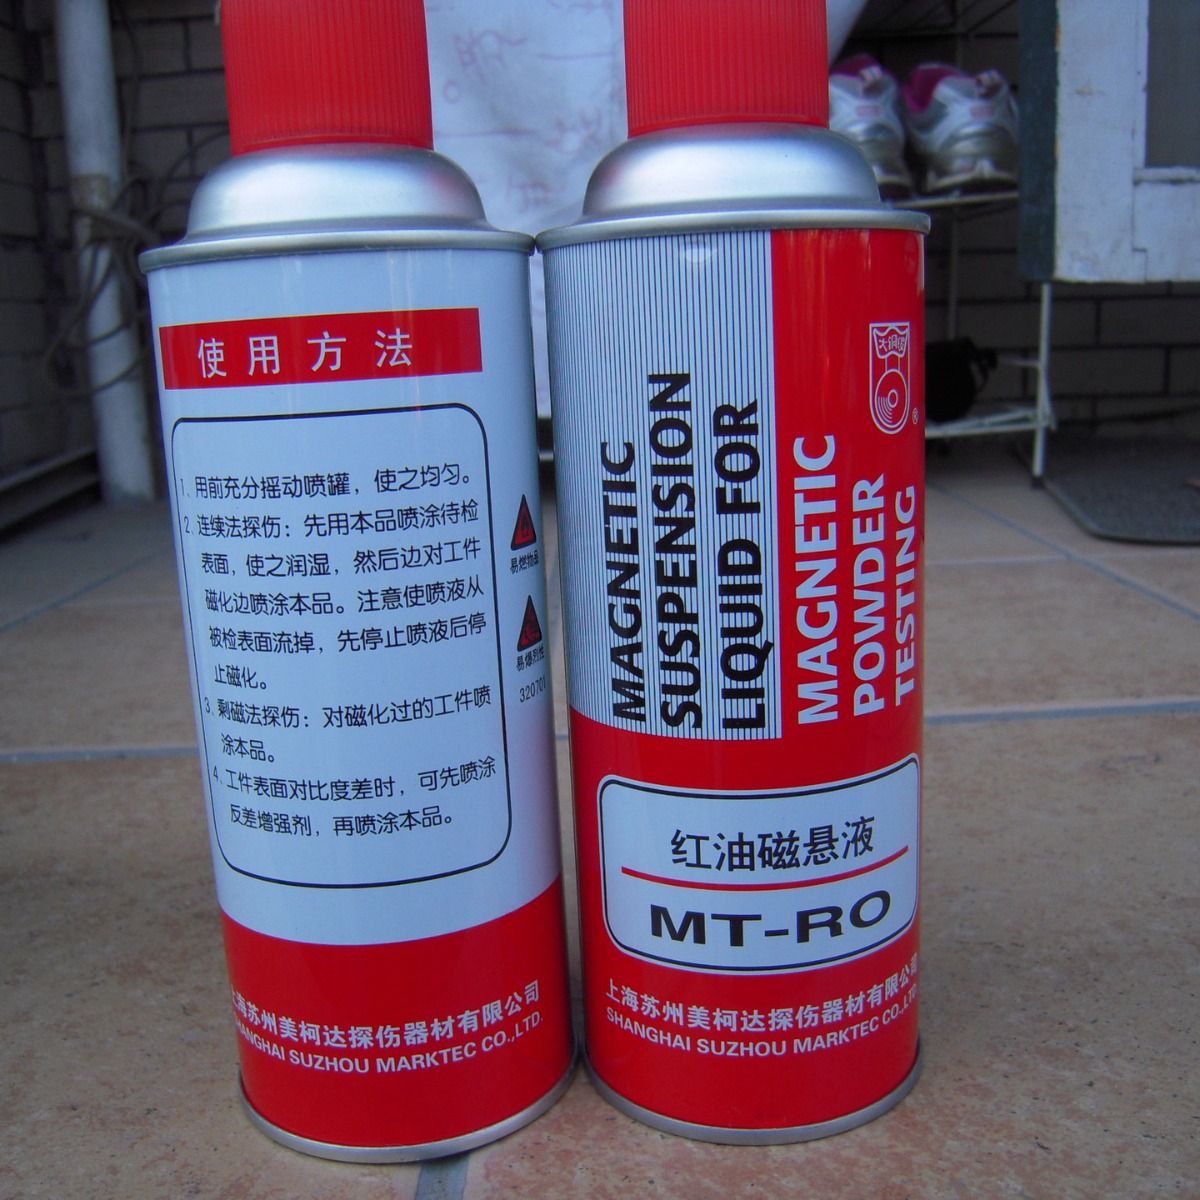 使用方法
1. 用前充分摇动喷罐，使之均匀。
2. 连续法探伤：先用本品喷涂待检
表面，使之润湿，然后边对工件
磁化边喷涂本品。注意使喷液从
被检表面流掉，先停止喷液后停
止磁化。
3. 剩磁法探伤：对磁化过的工件喷
涂本品。
4. 工件表面对比度差时，可先喷涂
反差增强剂，再喷涂本品。
易燃物品
易爆烈性
上海苏州美柯达探伤器材有限公司
SHANGHAI SUZHOU MARKTEC CO.,LTD.
MAGNETIC
SUSPENSION
LIQUID FOR
MAGNETIC
POWDER
TESTING
®
红油磁悬液
MT-RO
上海苏州美柯达探伤器材有限公司
SHANGHAI SUZHOU MARKTEC CO.,LTD.